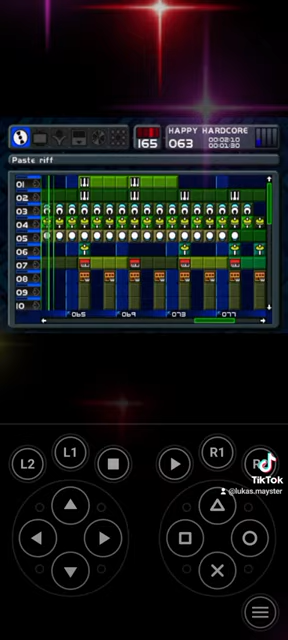 165
HAPPY HARDCORE
063
00:02:10
00:01:30
Paste riff
01
02
03
04
05
06
07
08
09
10
065
069
073
077
L2
L1
R1
TikTok
@lukas.mayster